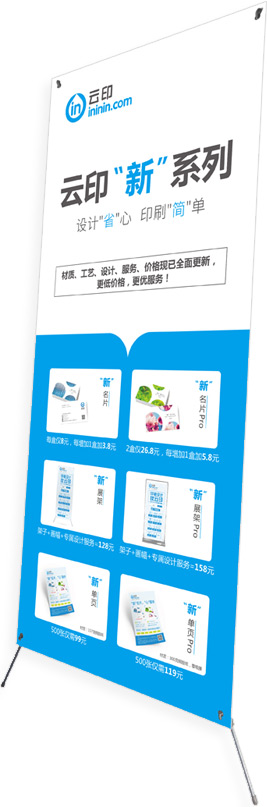 in 云印
ininin.com
云印“新”系列
设计“省”心 印刷“简”单
材质、工艺、设计、服务、价格现已全面更新，
更低价格，更优服务！
“新”名片
每盒仅8元，每增加1盒加3.8元
“新”名片Pro
2盒仅26.8元，每增加1盒加5.8元
“新”展架
架子+展幅+专属设计服务=128元
“新”展架Pro
架子+展幅+专属设计服务=158元
“新”单页
500张仅需99元
“新”单页Pro
500张仅需119元